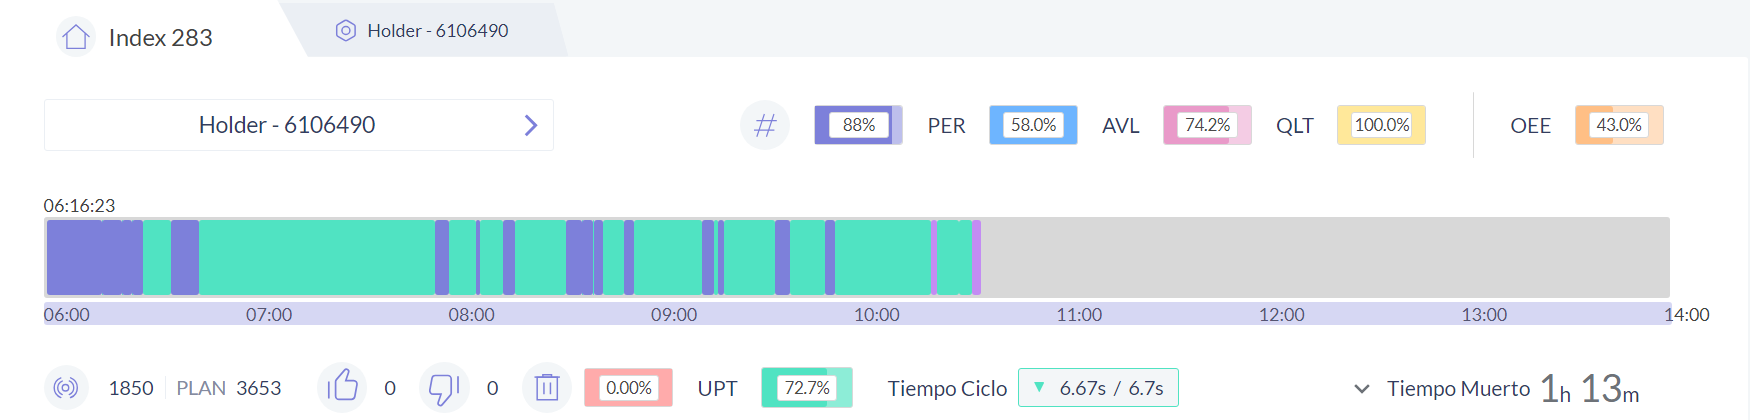 Index 283
Holder - 6106490
Holder - 6106490
# 88% PER 58.0% AVL 74.2% QLT 100.0% OEE 43.0%
06:16:23
06:00 07:00 08:00 09:00 10:00 11:00 12:00 13:00 14:00
1850 PLAN 3653 0 0 0.00% UPT 72.7% Tiempo Ciclo ▼ 6.67s / 6.7s Tiempo Muerto 1h 13m